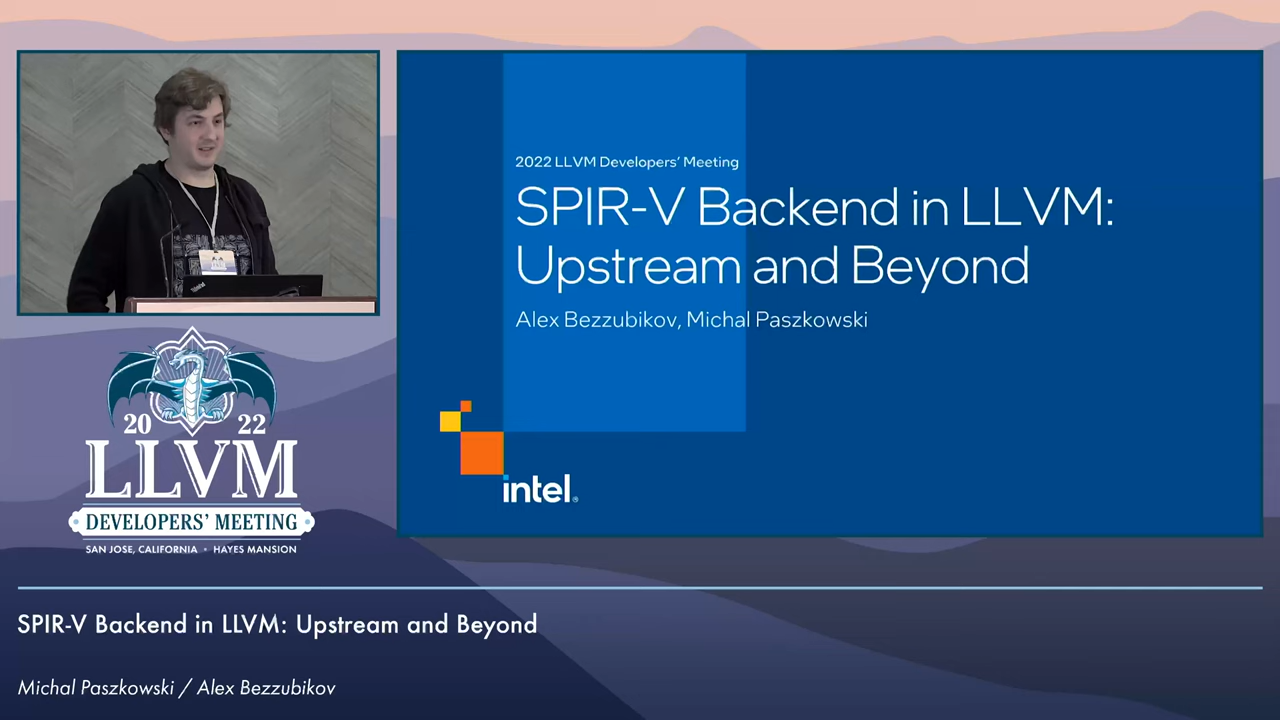 2022 LLVM Developers' Meeting
SPIR-V Backend in LLVM:
Upstream and Beyond
Alex Bezzubikov, Michal Paszkowski
intel
ThinkPad
20 22
LLVM
DEVELOPERS' MEETING
SAN JOSE, CALIFORNIA • HAYES MANSION
SPIR-V Backend in LLVM: Upstream and Beyond
Michal Paszkowski / Alex Bezzubikov